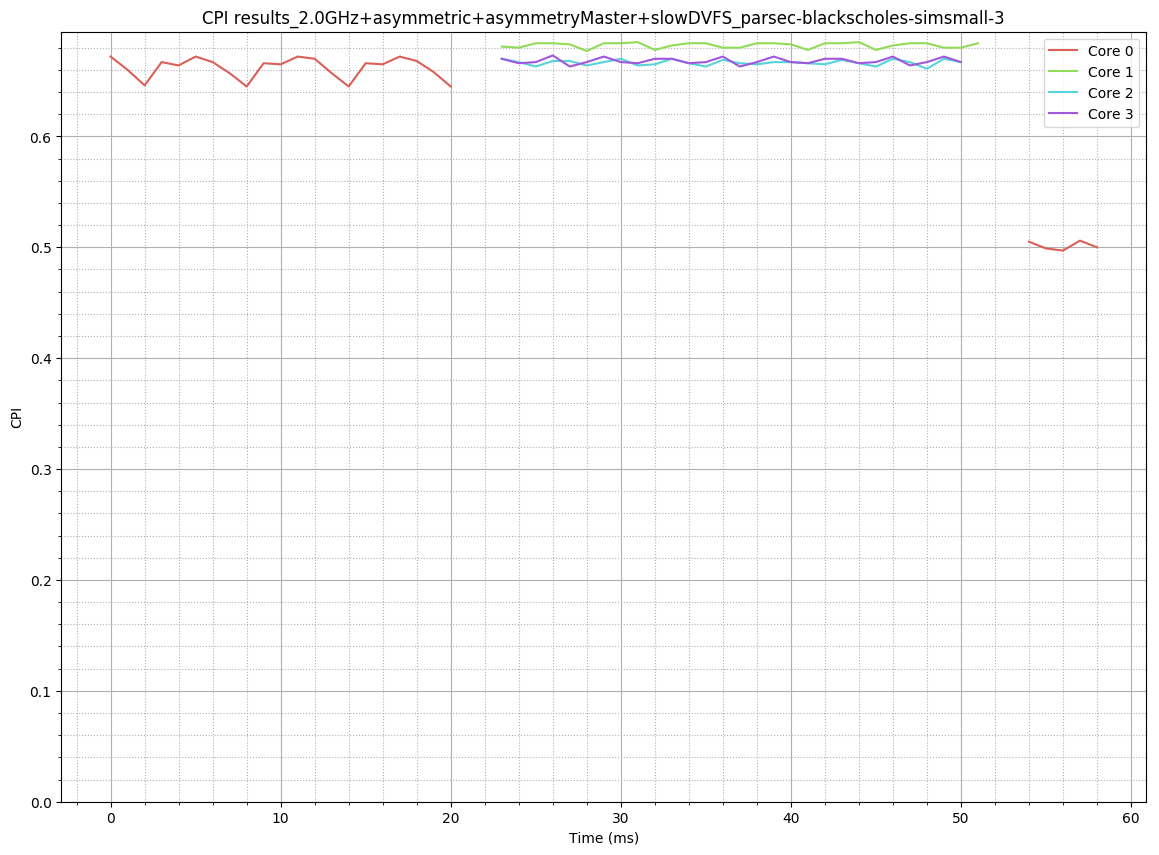 CPI results_2.0GHz+asymmetric+asymmetryMaster+slowDVFS_parsec-blackscholes-simsmall-3
Core 0
Core 1
Core 2
Core 3
CPI
0.6
0.5
0.4
0.3
0.2
0.1
0.0
0 10 20 30 40 50 60
Time (ms)